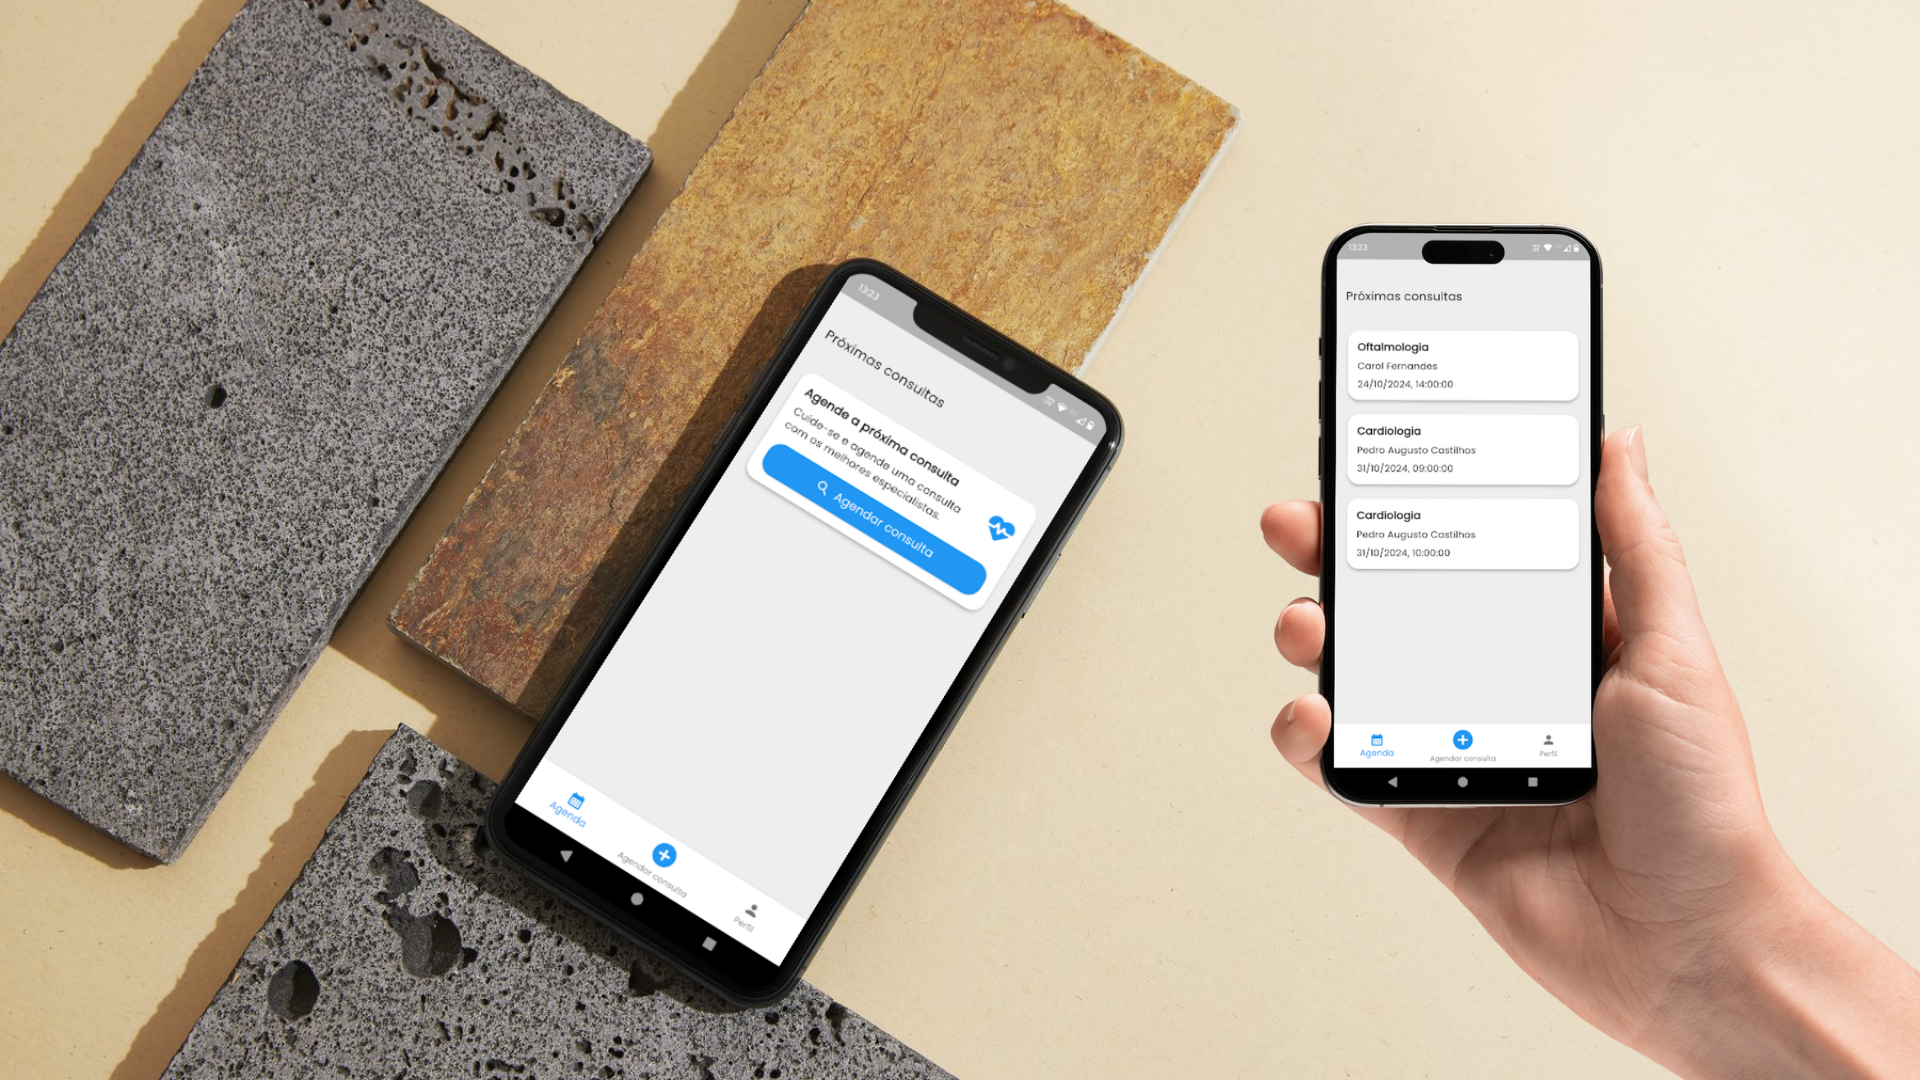 13:23
Próximas consultas
Agende a próxima consulta
Cuide-se e agende uma consulta
com os melhores especialistas.
Agendar consulta
Agenda
Agendar consulta
Perfil
13:23
Próximas consultas
Oftalmologia
Carol Fernandes
24/10/2024, 14:00:00
Cardiologia
Pedro Augusto Castilhos
31/10/2024, 09:00:00
Cardiologia
Pedro Augusto Castilhos
31/10/2024, 10:00:00
Agenda
Agendar consulta
Perfil